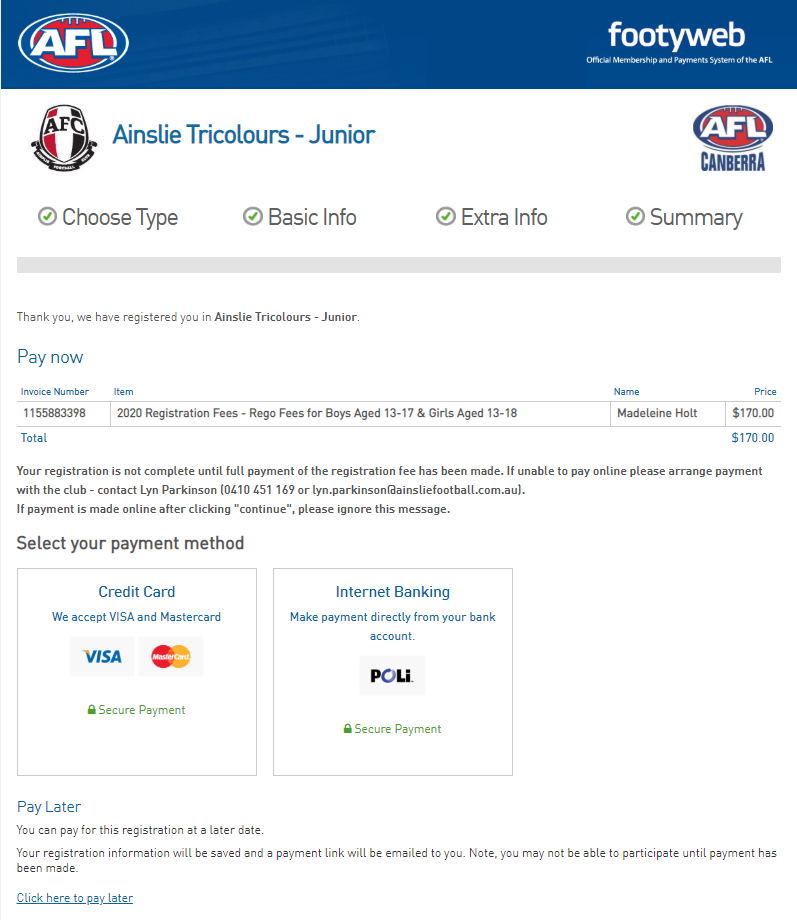 AFL
footyweb
Official Membership and Payments System of the AFL
AFC
Ainslie Tricolours - Junior
AFL
CANBERRA
Choose Type
Basic Info
Extra Info
Summary
Thank you, we have registered you in Ainslie Tricolours - Junior.
Pay now
Invoice Number Item Name Price
1155883398 2020 Registration Fees - Rego Fees for Boys Aged 13-17 & Girls Aged 13-18 Madeleine Holt $170.00
Total $170.00
Your registration is not complete until full payment of the registration fee has been made. If unable to pay online please arrange payment
with the club - contact Lyn Parkinson (0410 451 169 or lyn.parkinson@ainsliefootball.com.au).
If payment is made online after clicking "continue", please ignore this message.
Select your payment method
Credit Card
We accept VISA and Mastercard
VISA
MasterCard
Secure Payment
Internet Banking
Make payment directly from your bank
account.
POLi
Secure Payment
Pay Later
You can pay for this registration at a later date.
Your registration information will be saved and a payment link will be emailed to you. Note, you may not be able to participate until payment has
been made.
Click here to pay later